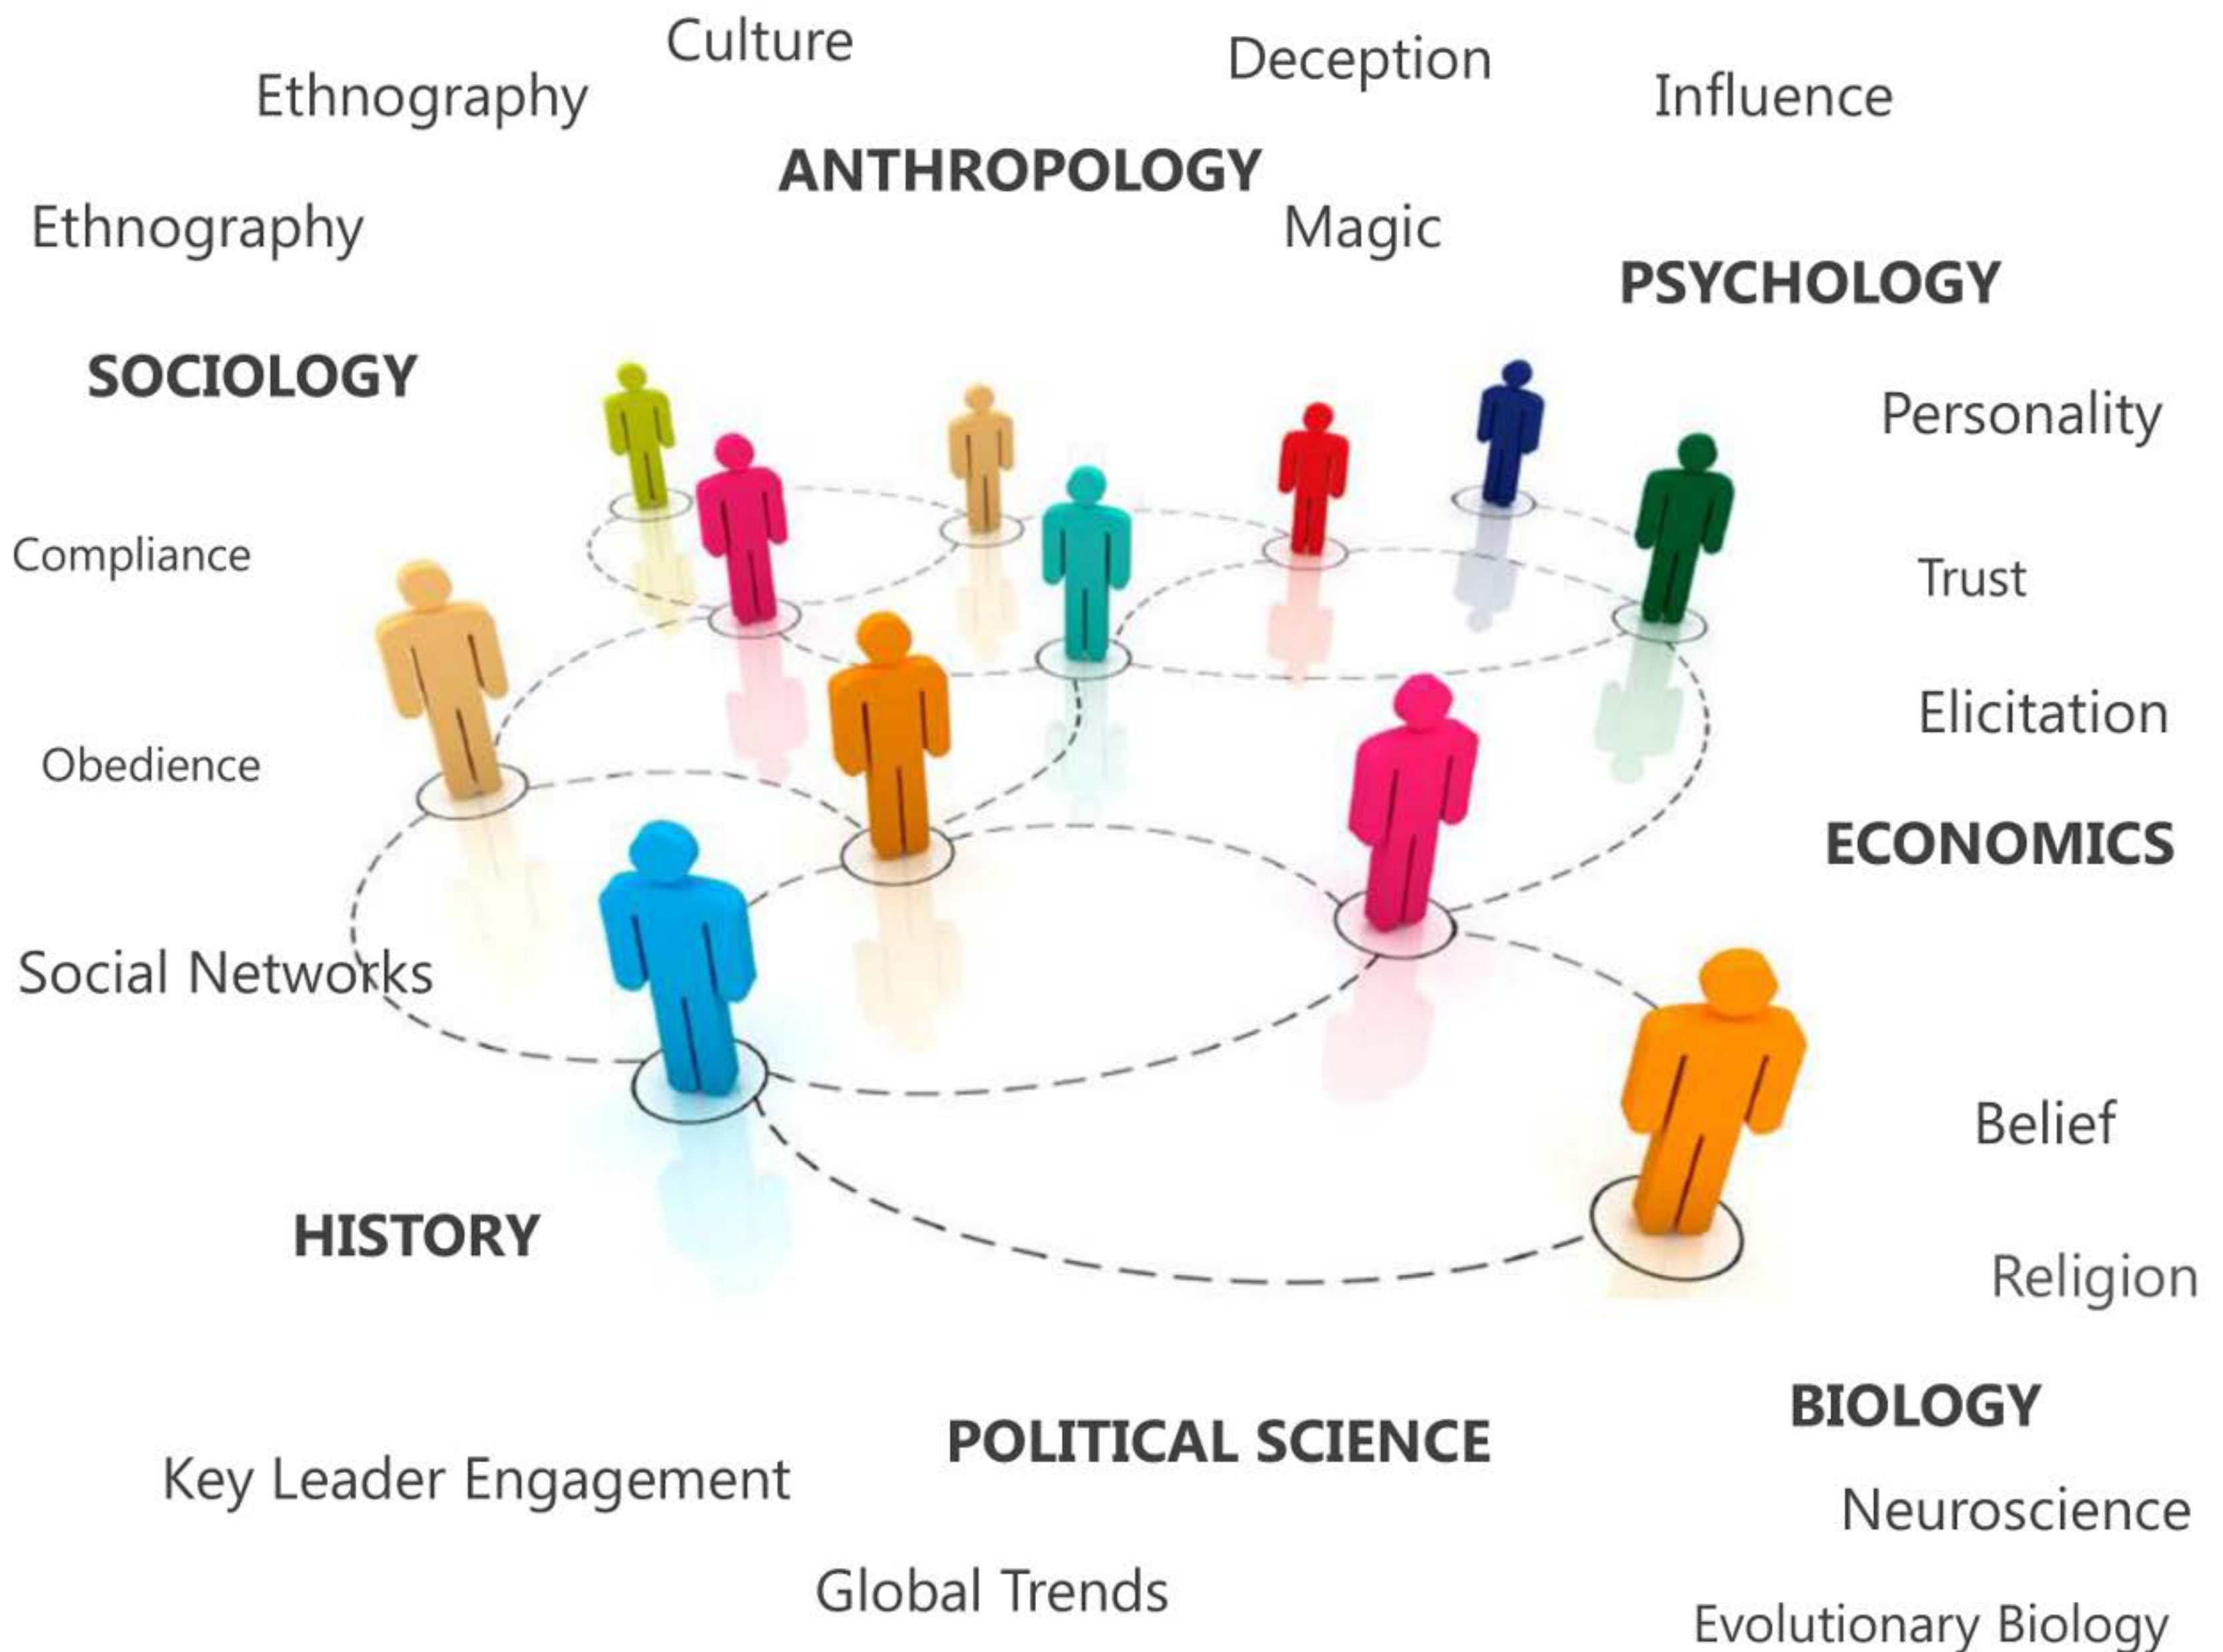 Culture
Deception
Ethnography
Influence
ANTHROPOLOGY
Ethnography
Magic
PSYCHOLOGY
SOCIOLOGY
Personality
Compliance
Trust
Elicitation
Obedience
ECONOMICS
Social Networks
Belief
HISTORY
Religion
BIOLOGY
POLITICAL SCIENCE
Key Leader Engagement
Neuroscience
Global Trends
Evolutionary Biology